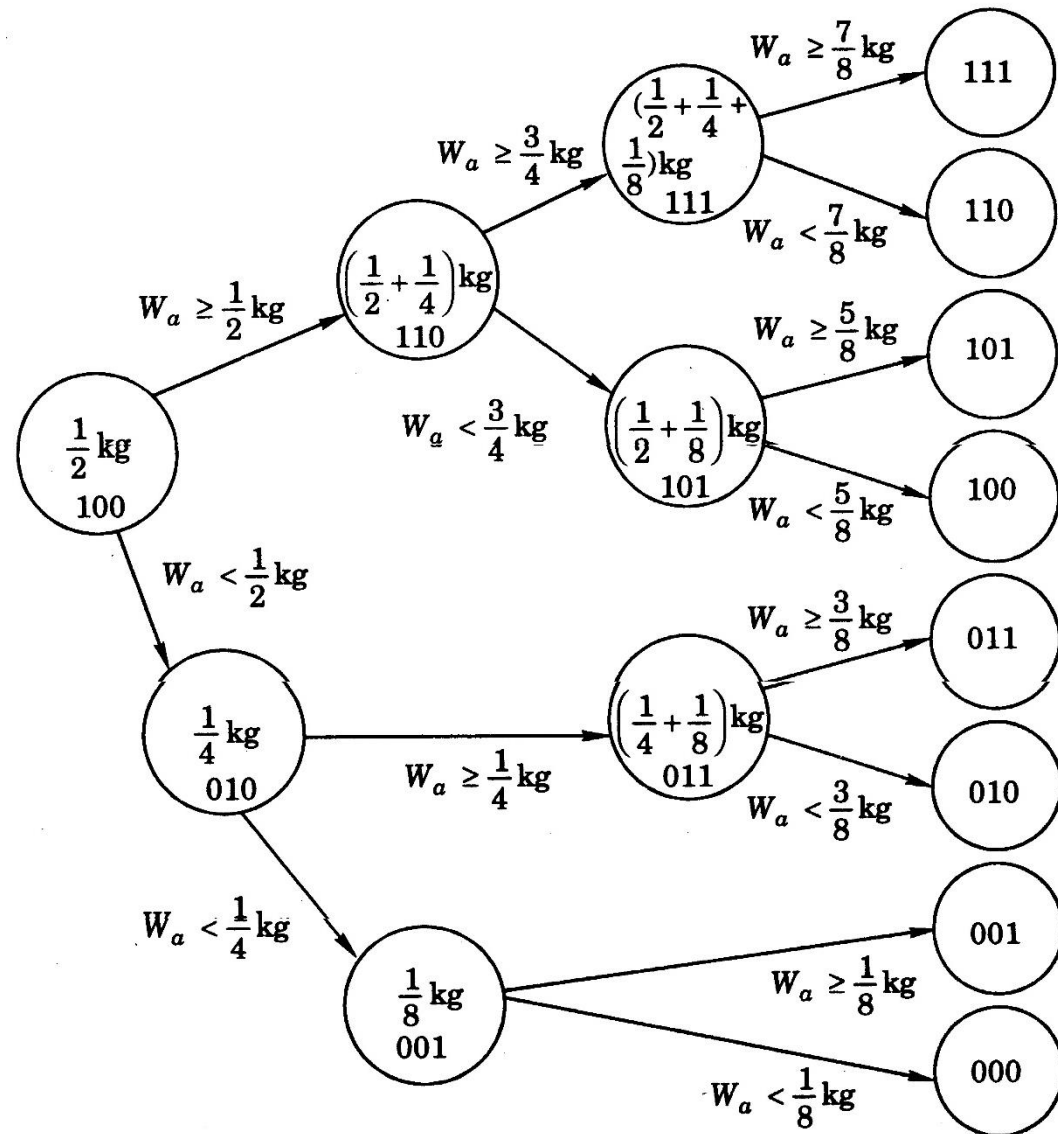 W_a ≥ 7/8 kg
111
(1/2 + 1/4 +
1/8)kg
111
W_a ≥ 3/4 kg
W_a < 7/8 kg
110
(1/2 + 1/4)kg
110
W_a ≥ 1/2 kg
W_a ≥ 5/8 kg
101
W_a < 3/4 kg
(1/2 + 1/8)kg
101
1/2 kg
100
W_a < 5/8 kg
100
W_a < 1/2 kg
W_a ≥ 3/8 kg
011
1/4 kg
010
W_a ≥ 1/4 kg
(1/4 + 1/8)kg
011
W_a < 3/8 kg
010
W_a < 1/4 kg
1/8 kg
001
W_a ≥ 1/8 kg
001
W_a < 1/8 kg
000